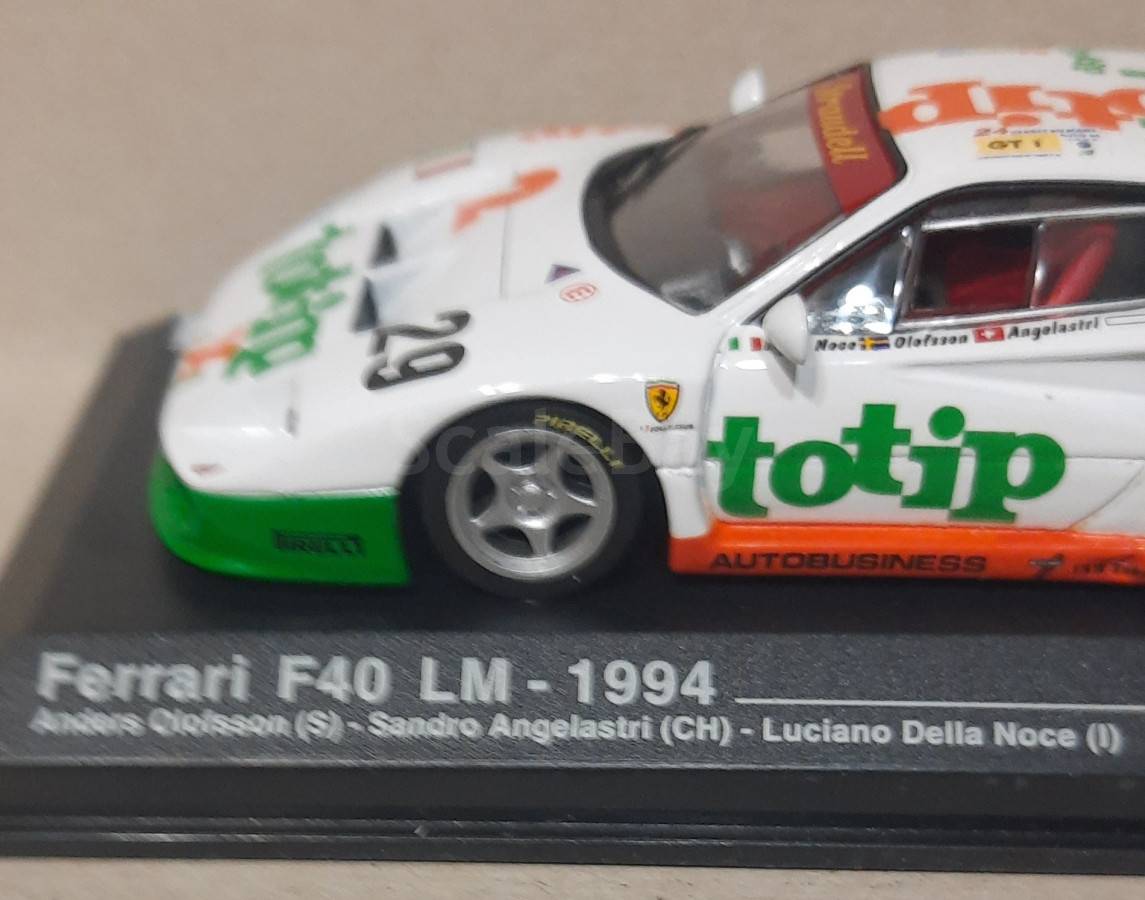 totip
GT 1
29
Noce
Olofsson
Angelastri
PIRELLI
totip
PIRELLI
AUTOBUSINESS
Ferrari F40 LM - 1994
Anders Olofsson (S) - Sandro Angelastri (CH) - Luciano Della Noce (I)